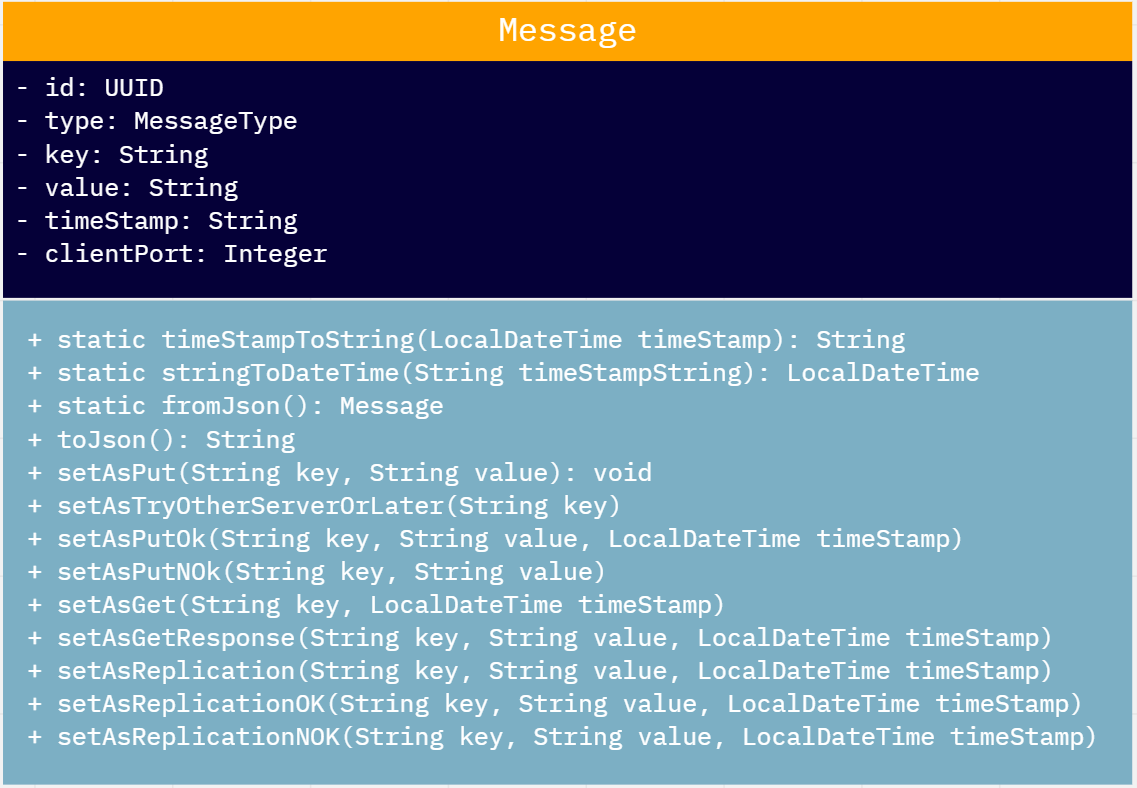 Message
- id: UUID
- type: MessageType
- key: String
- value: String
- timeStamp: String
- clientPort: Integer
+ static timeStampToString(LocalDateTime timeStamp): String
+ static stringToDateTime(String timeStampString): LocalDateTime
+ static fromJson(): Message
+ toJson(): String
+ setAsPut(String key, String value): void
+ setAsTryOtherServerOrLater(String key)
+ setAsPutOk(String key, String value, LocalDateTime timeStamp)
+ setAsPutNOk(String key, String value)
+ setAsGet(String key, LocalDateTime timeStamp)
+ setAsGetResponse(String key, String value, LocalDateTime timeStamp)
+ setAsReplication(String key, String value, LocalDateTime timeStamp)
+ setAsReplicationOK(String key, String value, LocalDateTime timeStamp)
+ setAsReplicationNOK(String key, String value, LocalDateTime timeStamp)